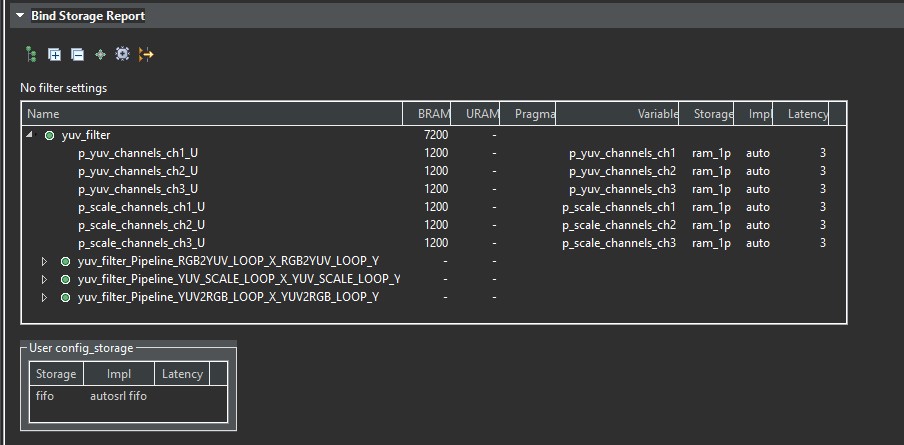 Bind Storage Report
No filter settings
Name BRAM URAM Pragma Variable Storage Impl Latency
yuv_filter 7200 -
p_yuv_channels_ch1_U 1200 - p_yuv_channels_ch1 ram_1p auto 3
p_yuv_channels_ch2_U 1200 - p_yuv_channels_ch2 ram_1p auto 3
p_yuv_channels_ch3_U 1200 - p_yuv_channels_ch3 ram_1p auto 3
p_scale_channels_ch1_U 1200 - p_scale_channels_ch1 ram_1p auto 3
p_scale_channels_ch2_U 1200 - p_scale_channels_ch2 ram_1p auto 3
p_scale_channels_ch3_U 1200 - p_scale_channels_ch3 ram_1p auto 3
yuv_filter_Pipeline_RGB2YUV_LOOP_X_RGB2YUV_LOOP_Y - -
yuv_filter_Pipeline_YUV_SCALE_LOOP_X_YUV_SCALE_LOOP_Y - -
yuv_filter_Pipeline_YUV2RGB_LOOP_X_YUV2RGB_LOOP_Y - -
User config_storage
Storage Impl Latency
fifo autosrl fifo